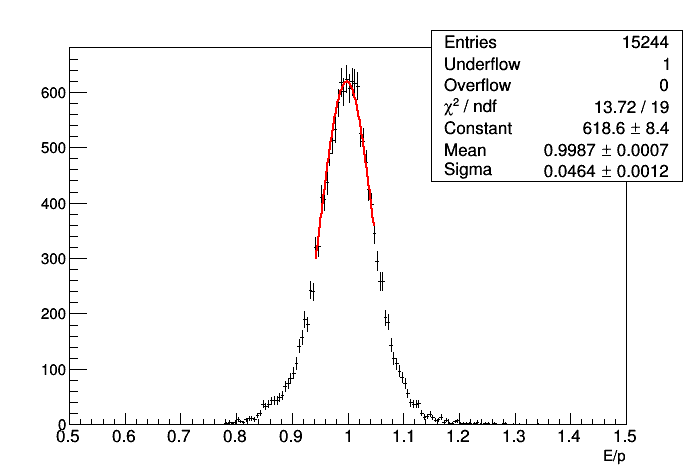 Entries 15244
Underflow 1
Overflow 0
χ² / ndf 13.72 / 19
Constant 618.6 ± 8.4
Mean 0.9987 ± 0.0007
Sigma 0.0464 ± 0.0012
600
500
400
300
200
100
0
0.5 0.6 0.7 0.8 0.9 1 1.1 1.2 1.3 1.4 1.5
E/p